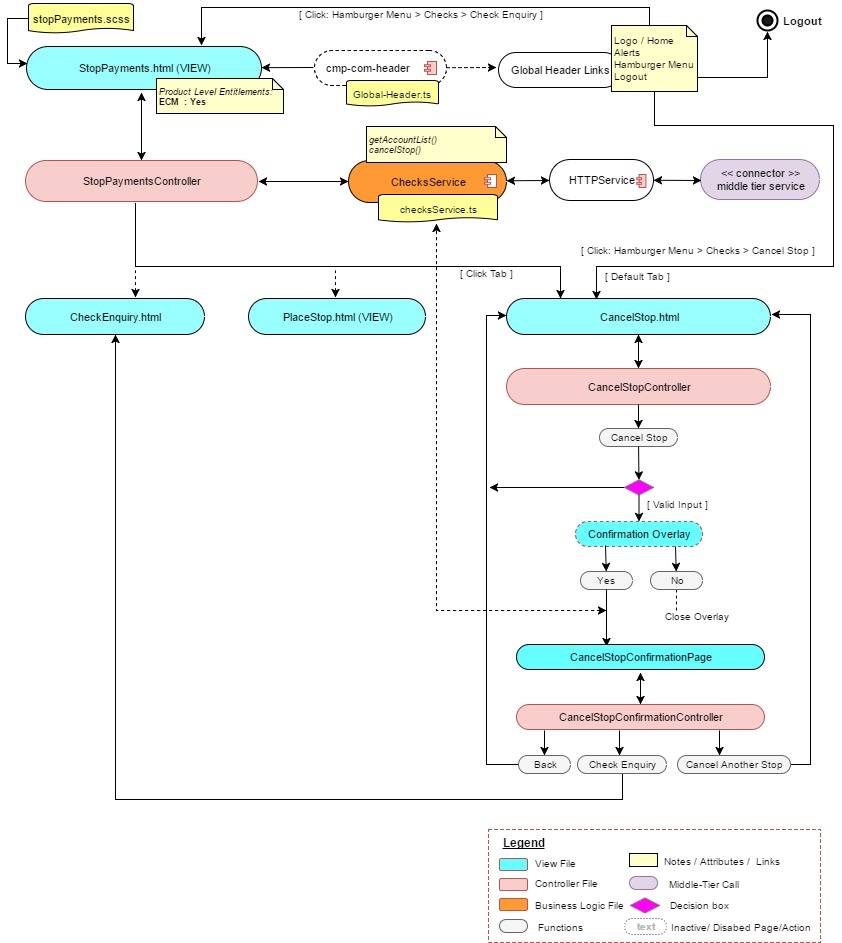 stopPayments.scss
[ Click: Hamburger Menu > Checks > Check Enquiry ]
Logout
StopPayments.html (VIEW)
Product Level Entitlements:
ECM : Yes
cmp-com-header
Global-Header.ts
Global Header Links
Logo / Home
Alerts
Hamburger Menu
Logout
getAccountList()
cancelStop()
StopPaymentsController
ChecksService
checksService.ts
HTTPService
<< connector >>
middle tier service
[ Click: Hamburger Menu > Checks > Cancel Stop ]
[ Click Tab ]
[ Default Tab ]
CheckEnquiry.html
PlaceStop.html (VIEW)
CancelStop.html
CancelStopController
Cancel Stop
[ Valid Input ]
Confirmation Overlay
Yes
No
Close Overlay
CancelStopConfirmationPage
CancelStopConfirmationController
Back
Check Enquiry
Cancel Another Stop
Legend
View File
Notes / Attributes / Links
Controller File
Middle-Tier Call
Business Logic File
Decision box
Functions
text
Inactive/ Disabed Page/Action